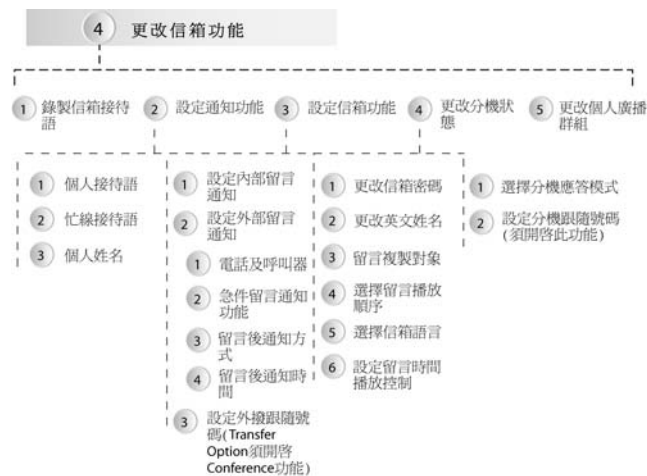 4 更改信箱功能
1 錄製信箱接待
語
2 設定通知功能
3 設定信箱功能
4 更改分機狀
態
5 更改個人廣播
群組
1 個人接待語
2 忙線接待語
3 個人姓名
1 設定內部留言
通知
2 設定外部留言
通知
1 電話及呼叫器
2 急件留言通知
功能
3 留言後通知方
式
4 留言後通知時
間
3 設定外撥跟隨號
碼(Transfer
Option須開啓
Conference功能)
1 更改信箱密碼
2 更改英文姓名
3 留言複製對象
4 選擇留言播放
順序
5 選擇信箱語言
6 設定留言時間
播放控制
1 選擇分機應答模式
2 設定分機跟隨號碼
(須開啓此功能)